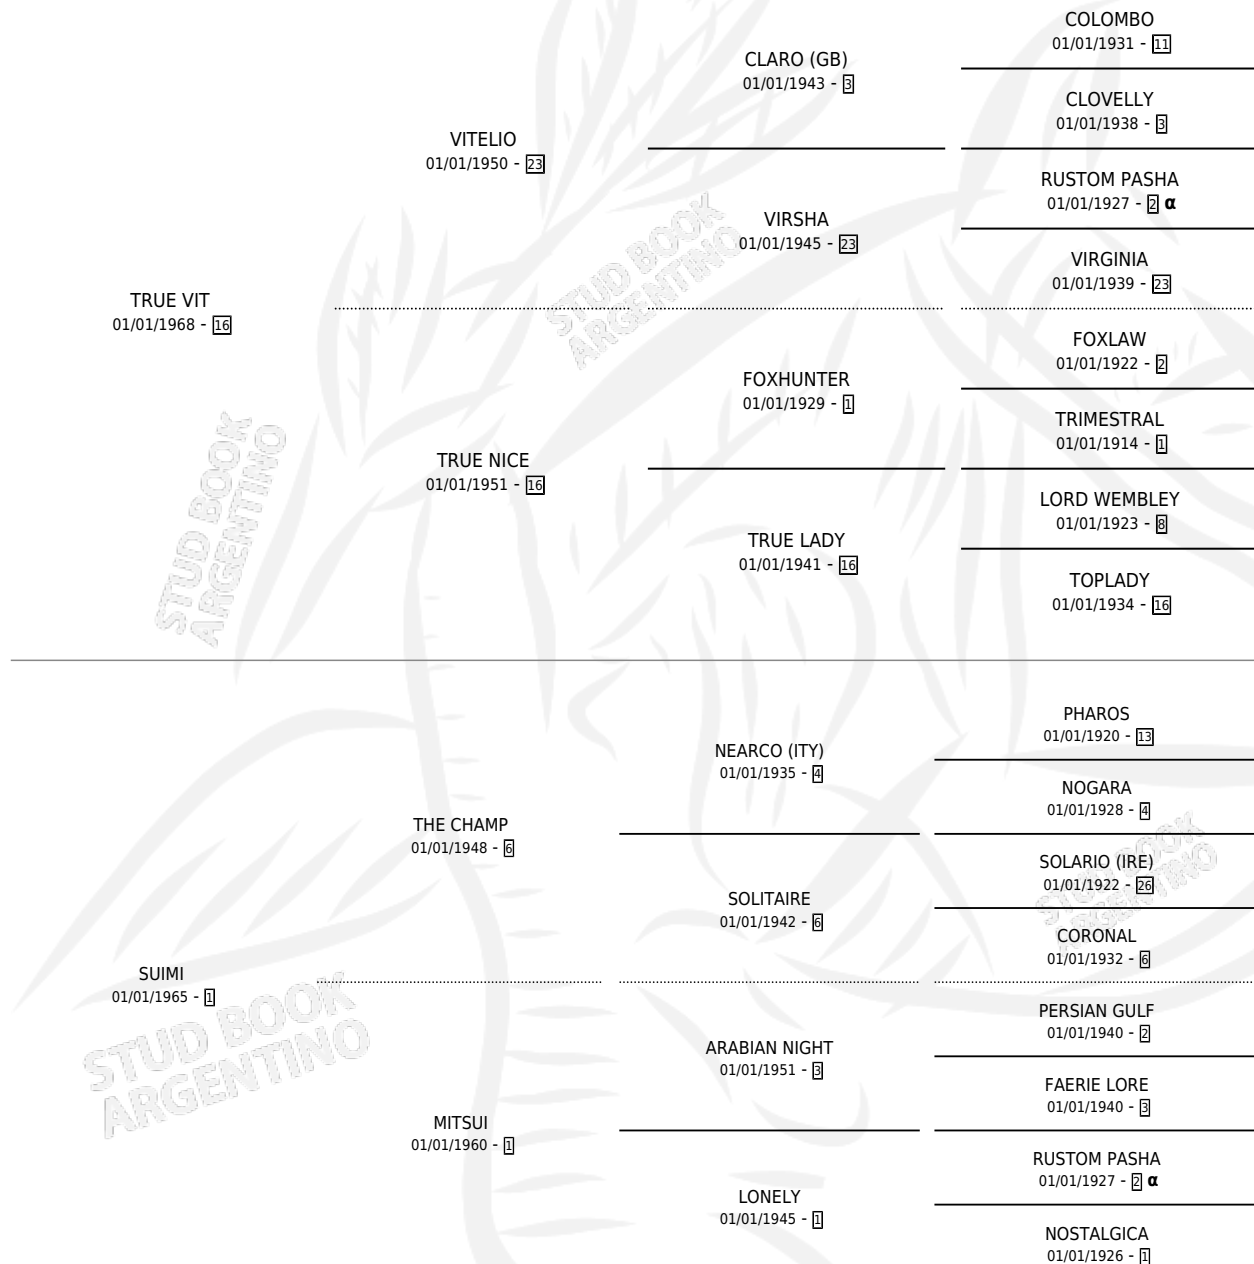 COLOMBO
01/01/1931 - 11
CLARO (GB)
01/01/1943 - 3
CLOVELLY
01/01/1938 - 3
VITELIO
01/01/1950 - 23
RUSTOM PASHA
01/01/1927 - 2 α
VIRSHA
01/01/1945 - 23
VIRGINIA
01/01/1939 - 23
TRUE VIT
01/01/1968 - 16
FOXLAW
01/01/1922 - 2
FOXHUNTER
01/01/1929 - 1
TRIMESTRAL
01/01/1914 - 1
TRUE NICE
01/01/1951 - 16
LORD WEMBLEY
01/01/1923 - 8
TRUE LADY
01/01/1941 - 16
TOPLADY
01/01/1934 - 16
STUD BOOK
ARGENTINO
STUD BOOK
ARGENTINO
PHAROS
01/01/1920 - 13
NEARCO (ITY)
01/01/1935 - 4
NOGARA
01/01/1928 - 4
THE CHAMP
01/01/1948 - 6
SOLARIO (IRE)
01/01/1922 - 26
SOLITAIRE
01/01/1942 - 6
CORONAL
01/01/1932 - 6
SUIMI
01/01/1965 - 1
PERSIAN GULF
01/01/1940 - 2
ARABIAN NIGHT
01/01/1951 - 3
FAERIE LORE
01/01/1940 - 3
MITSUI
01/01/1960 - 1
RUSTOM PASHA
01/01/1927 - 2 α
LONELY
01/01/1945 - 1
NOSTALGICA
01/01/1926 - 1
STUD BOOK
ARGENTINO
STUD BOOK
ARGENTINO